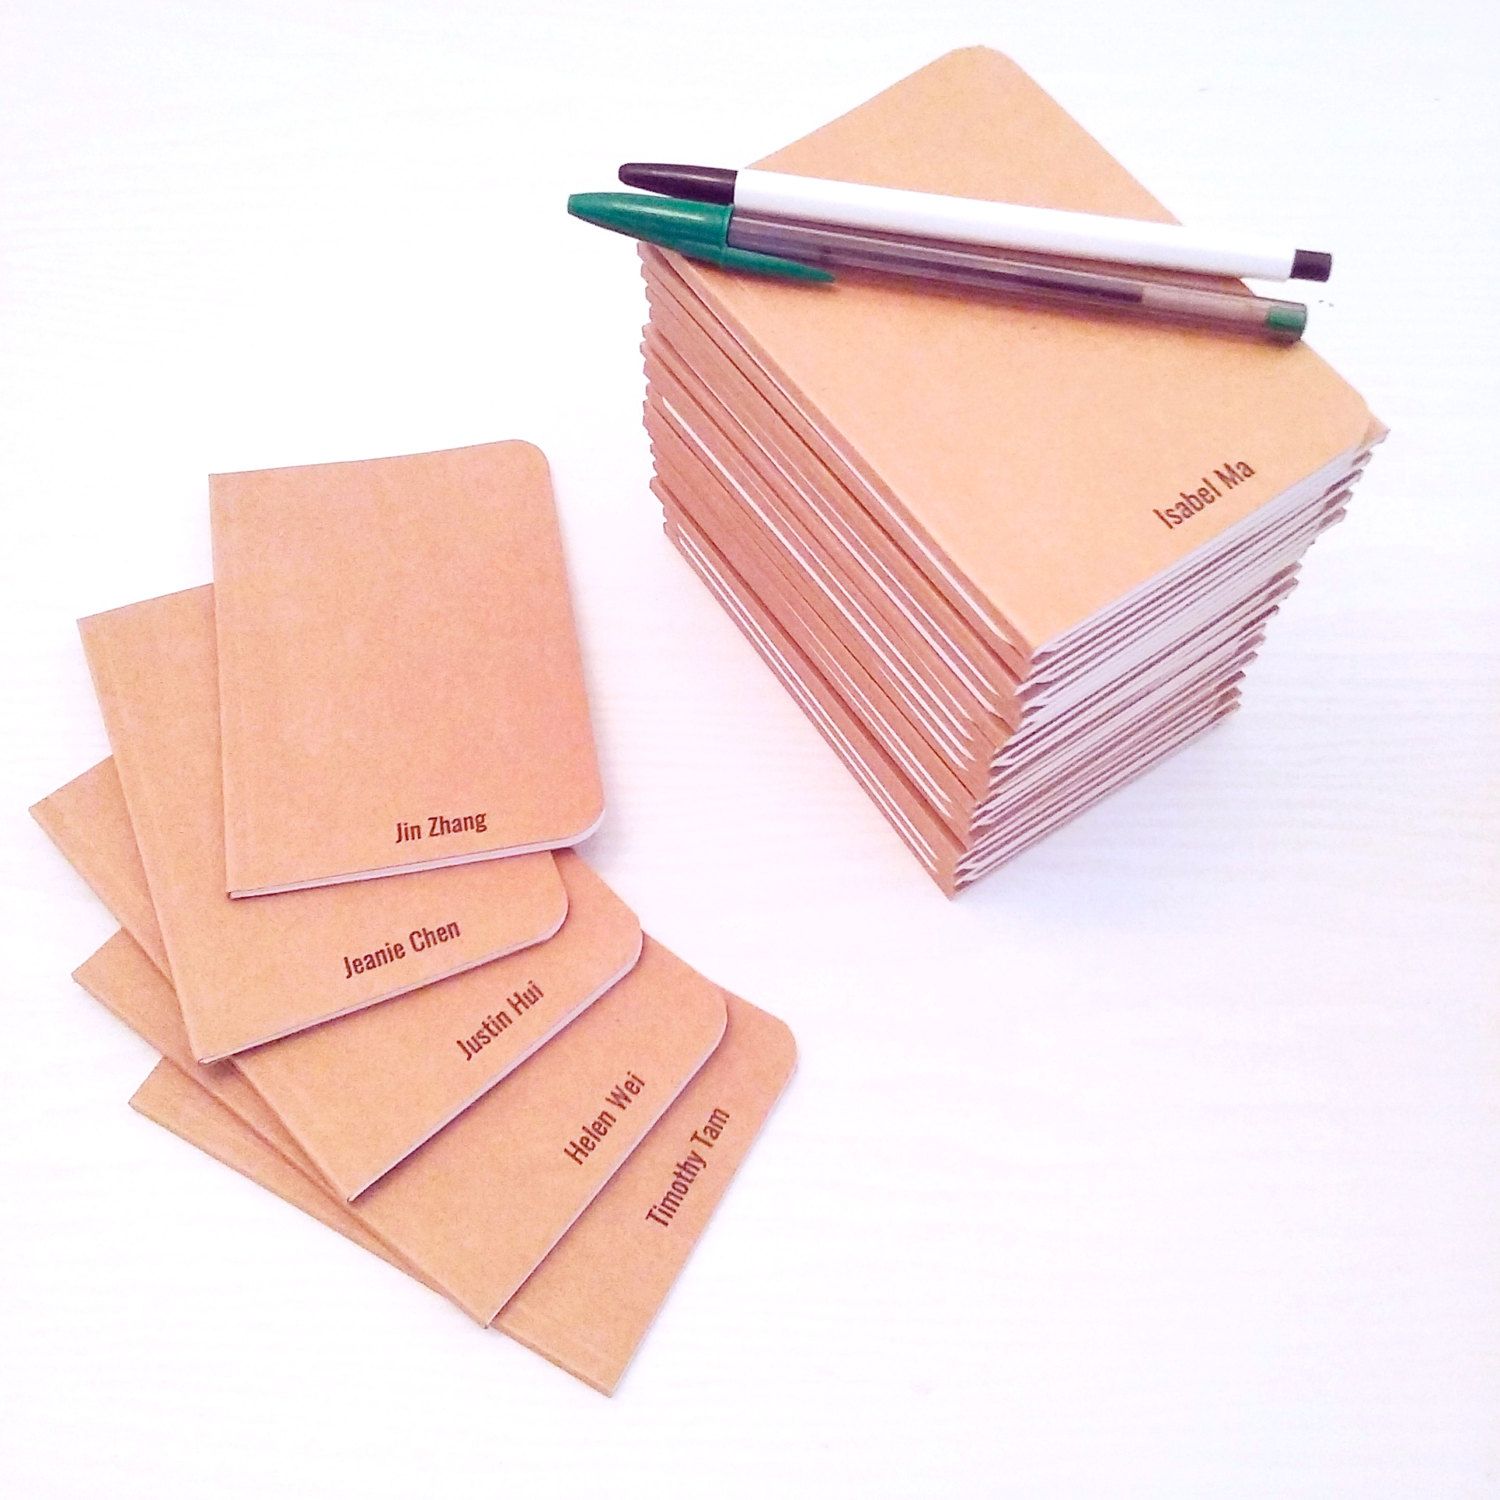 Isabel Ma
Jin Zhang
Jeanie Chen
Justin Hui
Helen Wei
Timothy Tam